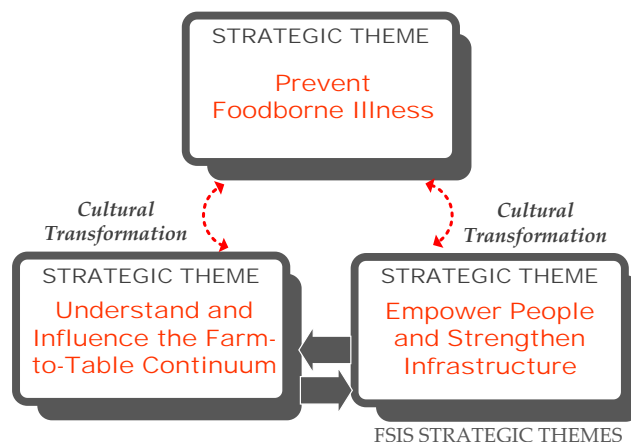 STRATEGIC THEME
Prevent
Foodborne Illness
Cultural
Transformation
Cultural
Transformation
STRATEGIC THEME
Understand and
Influence the Farm-
to-Table Continuum
STRATEGIC THEME
Empower People
and Strengthen
Infrastructure
FSIS STRATEGIC THEMES